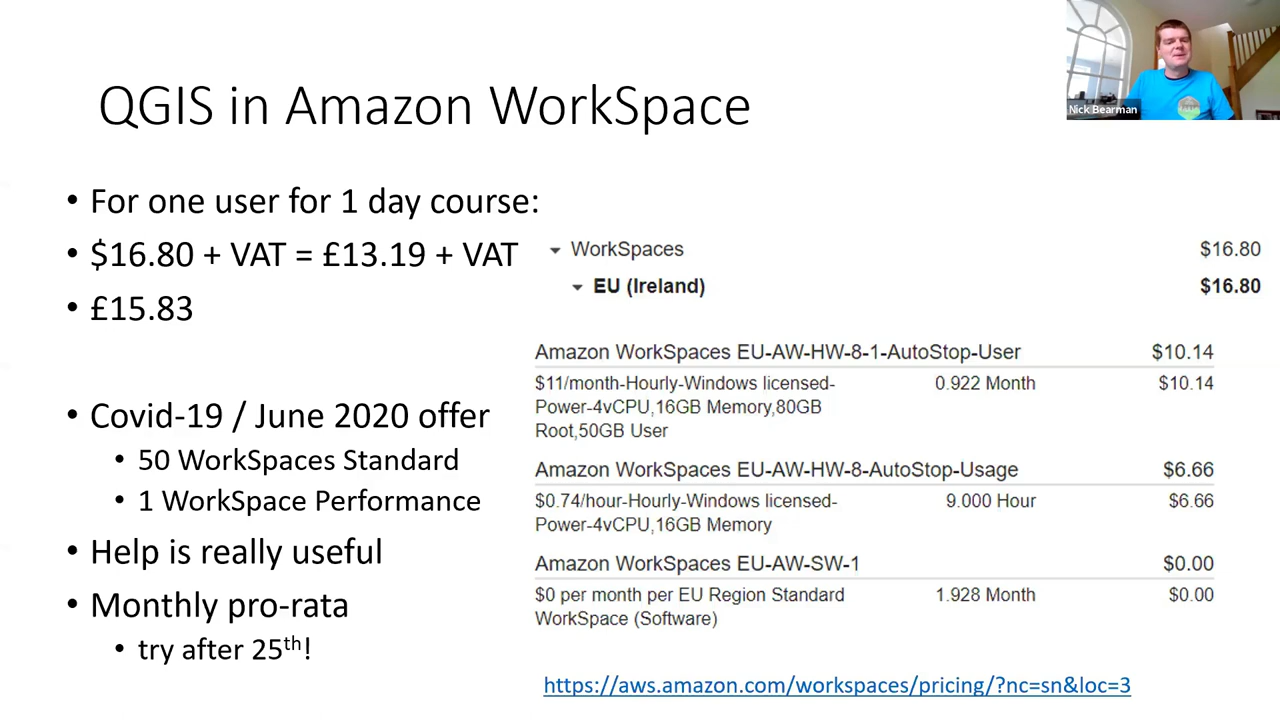 Nick Bearman
QGIS in Amazon WorkSpace
• For one user for 1 day course:
• $16.80 + VAT = £13.19 + VAT
• £15.83
• Covid-19 / June 2020 offer
• 50 WorkSpaces Standard
• 1 WorkSpace Performance
• Help is really useful
• Monthly pro-rata
• try after 25th!
WorkSpaces $16.80
EU (Ireland) $16.80
Amazon WorkSpaces EU-AW-HW-8-1-AutoStop-User $10.14
$11/month-Hourly-Windows licensed- 0.922 Month $10.14
Power-4vCPU,16GB Memory,80GB
Root,50GB User
Amazon WorkSpaces EU-AW-HW-8-AutoStop-Usage $6.66
$0.74/hour-Hourly-Windows licensed- 9.000 Hour $6.66
Power-4vCPU,16GB Memory
Amazon WorkSpaces EU-AW-SW-1 $0.00
$0 per month per EU Region Standard 1.928 Month $0.00
WorkSpace (Software)
https://aws.amazon.com/workspaces/pricing/?nc=sn&loc=3